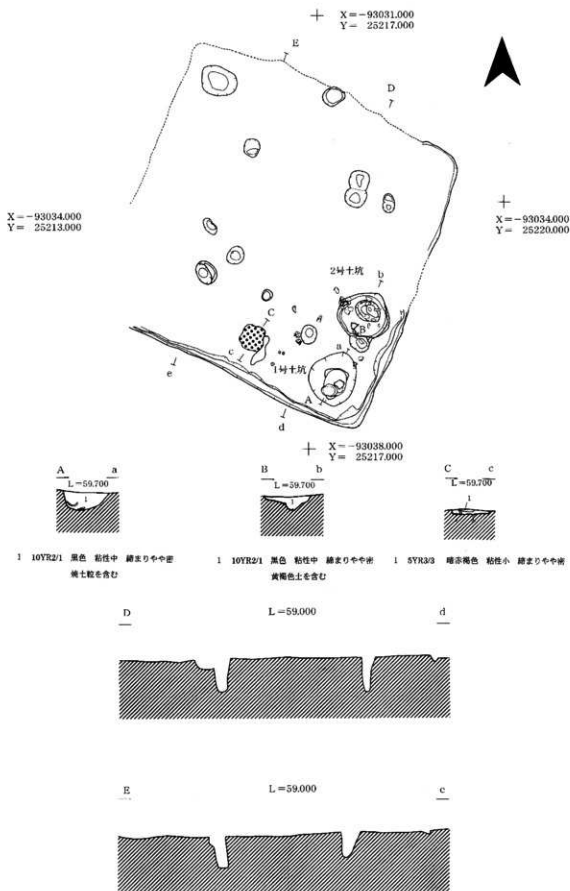 X=-93031.000
Y= 25217.000
E
D
X=-93034.000
Y= 25213.000
X=-93034.000
Y= 25220.000
2号土坑
b
C
B
a
c
1号土坑
A
e
d
X=-93038.000
Y= 25217.000
A a
L=59.700
1
B b
L=59.700
1
C c
L=59.700
1
1 10YR2/1 黒色 粘性中 締まりやや密
焼土粒を含む
1 10YR2/1 黒色 粘性中 締まりやや密
黄褐色土を含む
1 5YR3/3 暗赤褐色 粘性小 締まりやや密
D L=59.000 d
E L=59.000 c